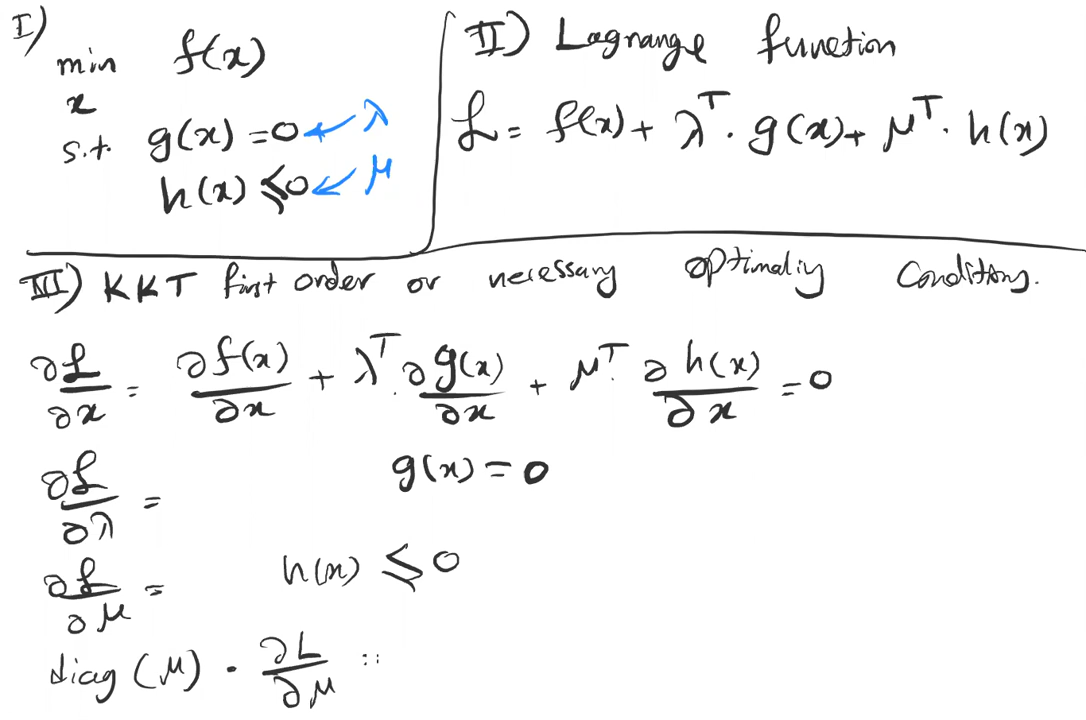 I)
min f(x)
x
s.t. g(x) = 0 ← λ
h(x) ⩽ 0 ← μ
II) Lagrange function
ℒ = f(x) + λᵀ · g(x) + μᵀ · h(x)
III) KKT first order or necessary optimaliy Conditions.
∂ℒ/∂x = ∂f(x)/∂x + λᵀ · ∂g(x)/∂x + μᵀ · ∂h(x)/∂x = 0
∂ℒ/∂λ = g(x) = 0
∂ℒ/∂μ = h(x) ⩽ 0
diag (μ) · ∂L/∂μ =